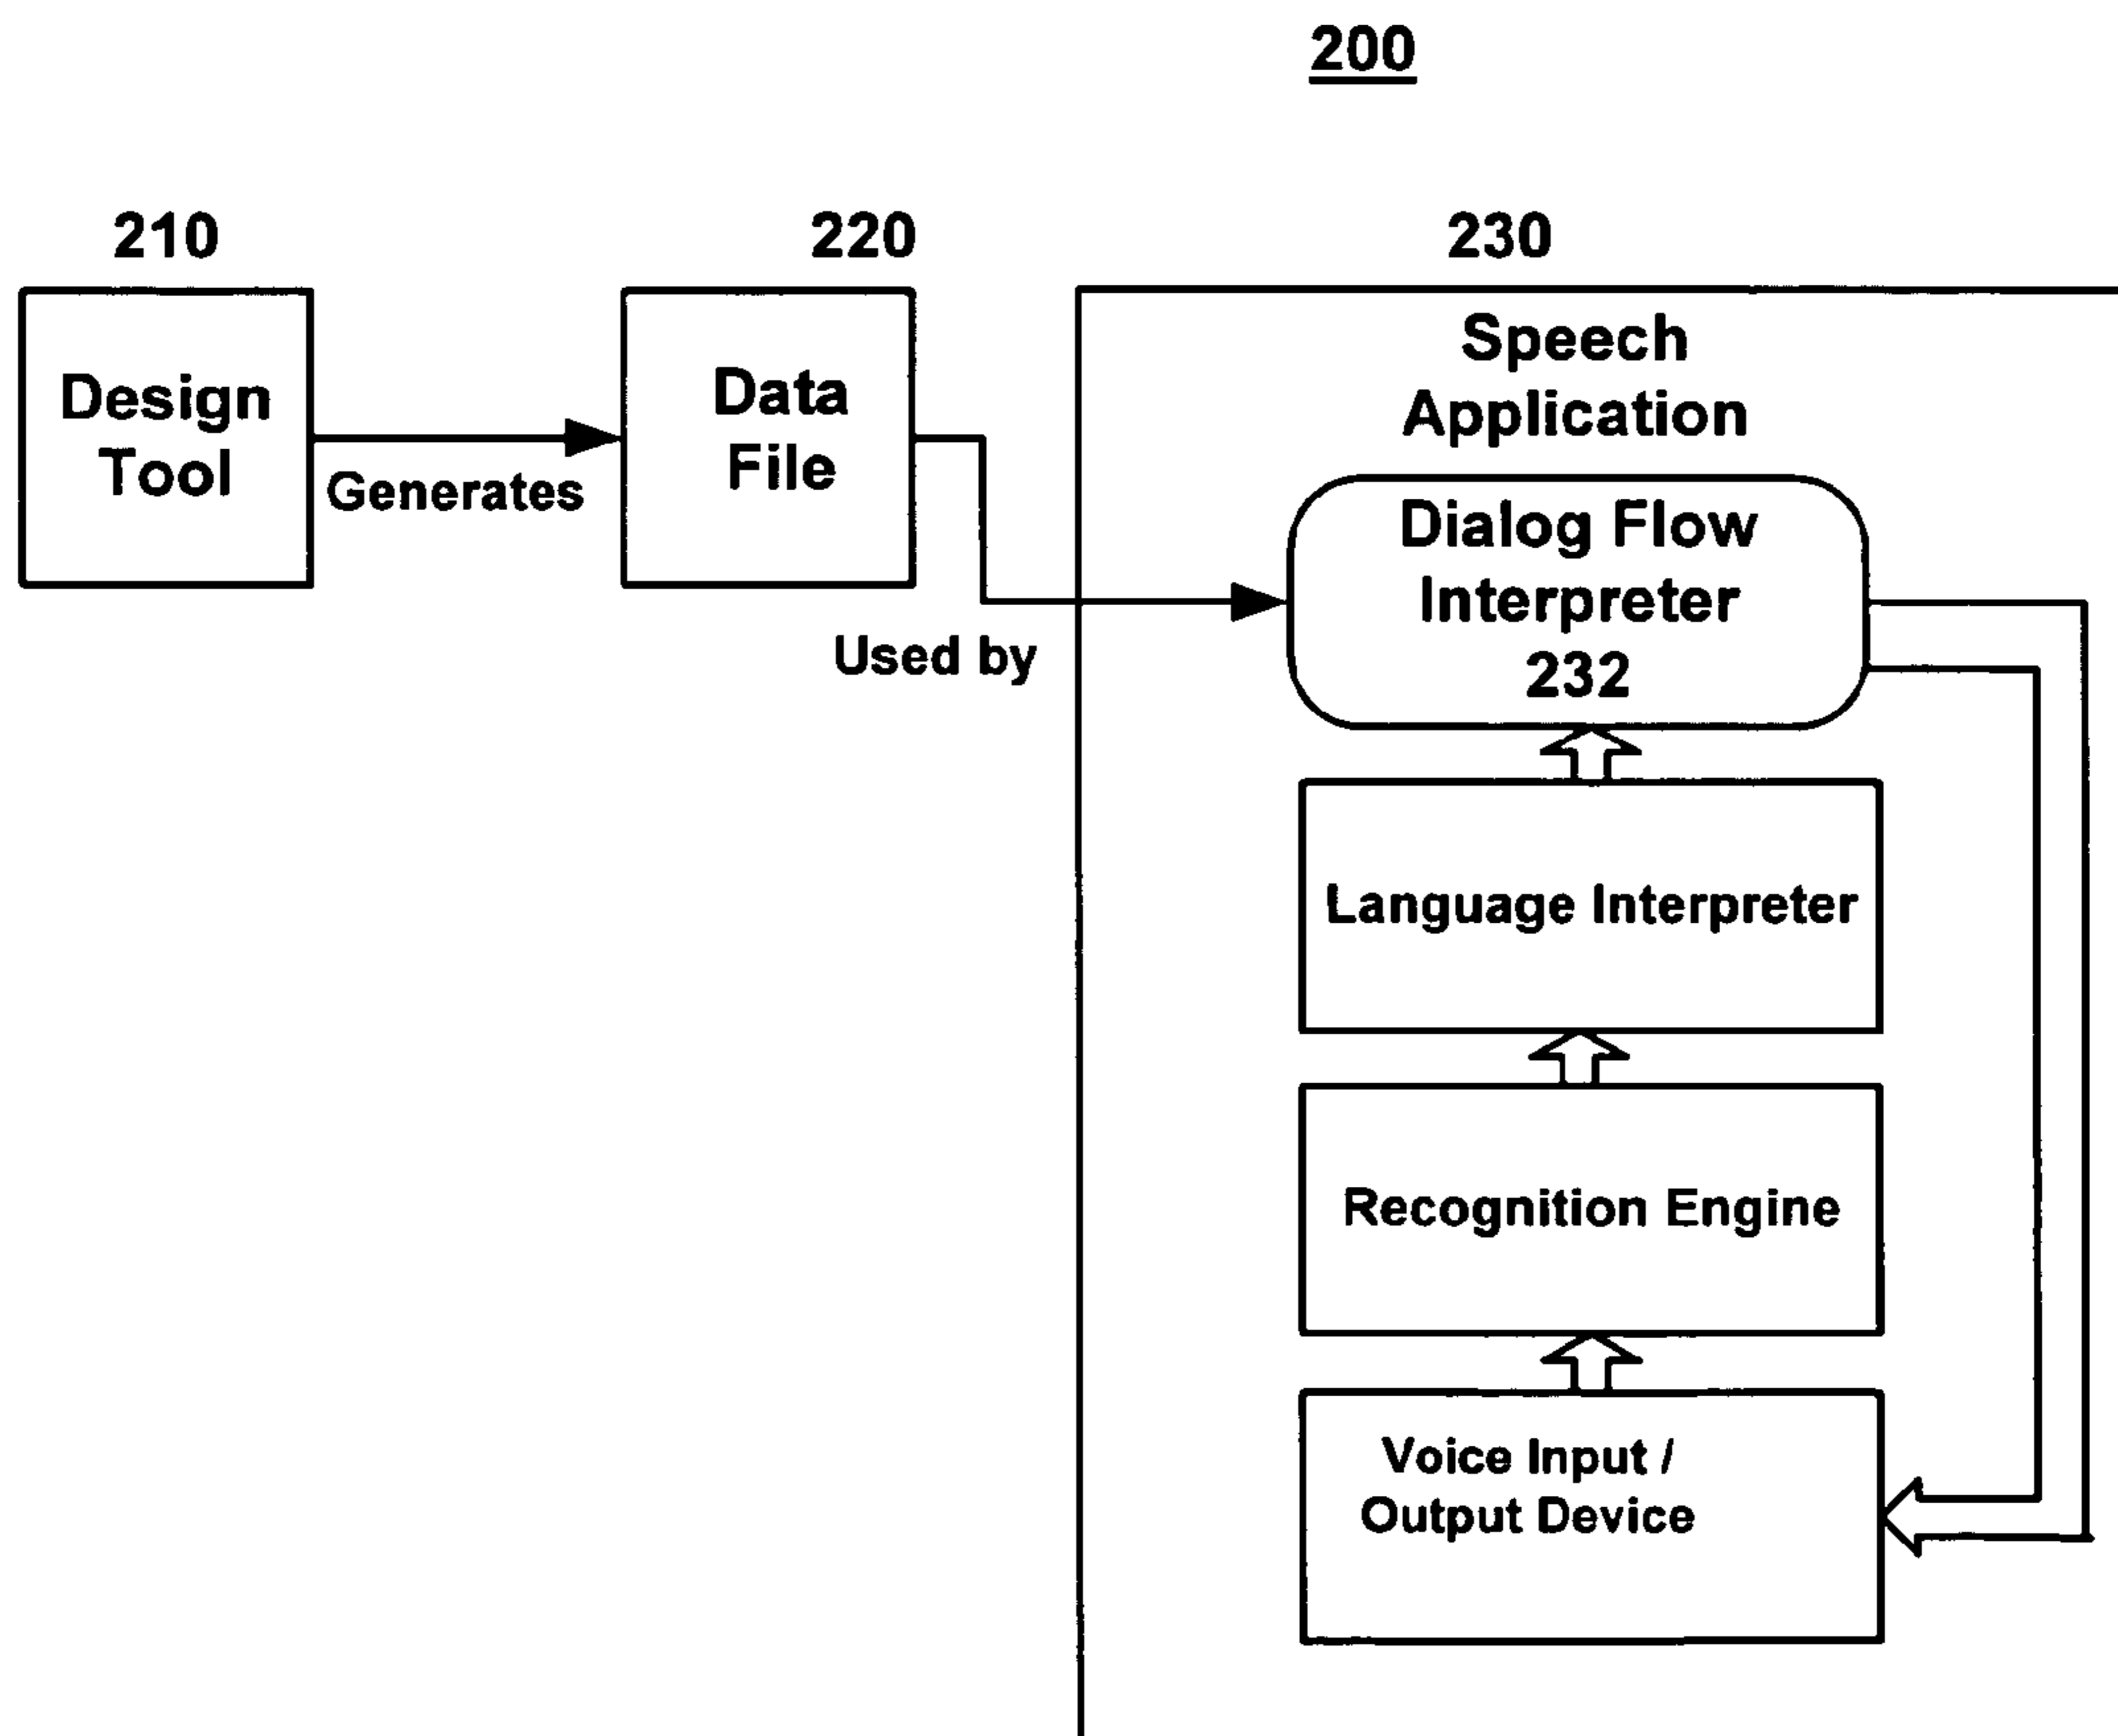 200
210
220
230
Design
Tool
Generates
Data
File
Used by
Speech
Application
Dialog Flow
Interpreter
232
Language Interpreter
Recognition Engine
Voice Input /
Output Device